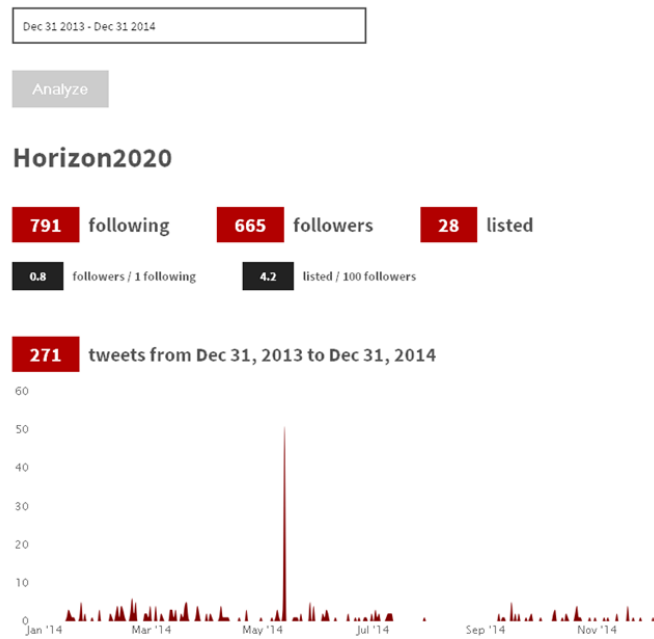 Dec 31 2013 - Dec 31 2014
Analyze
Horizon2020
791 following 665 followers 28 listed
0.8 followers / 1 following 4.2 listed / 100 followers
271 tweets from Dec 31, 2013 to Dec 31, 2014
60
50
40
30
20
10
0
Jan '14 Mar '14 May '14 Jul '14 Sep '14 Nov '14